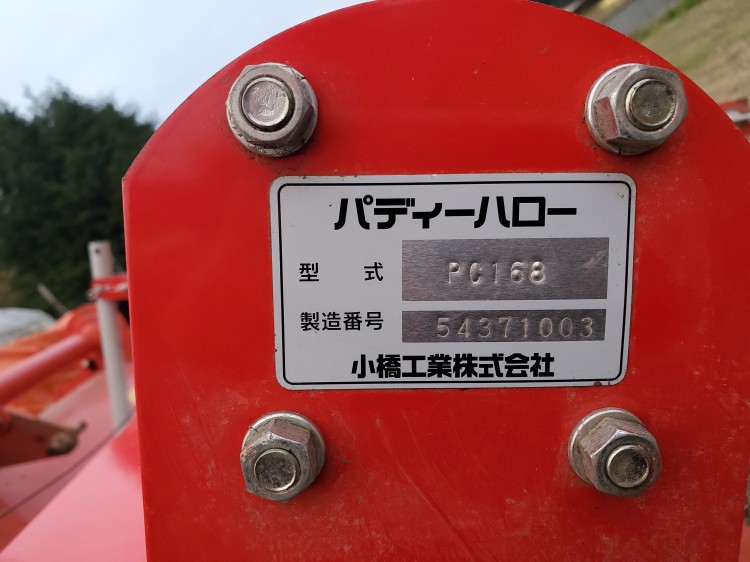 パディーハロー
型式 PC168
製造番号 54371003
小橋工業株式会社